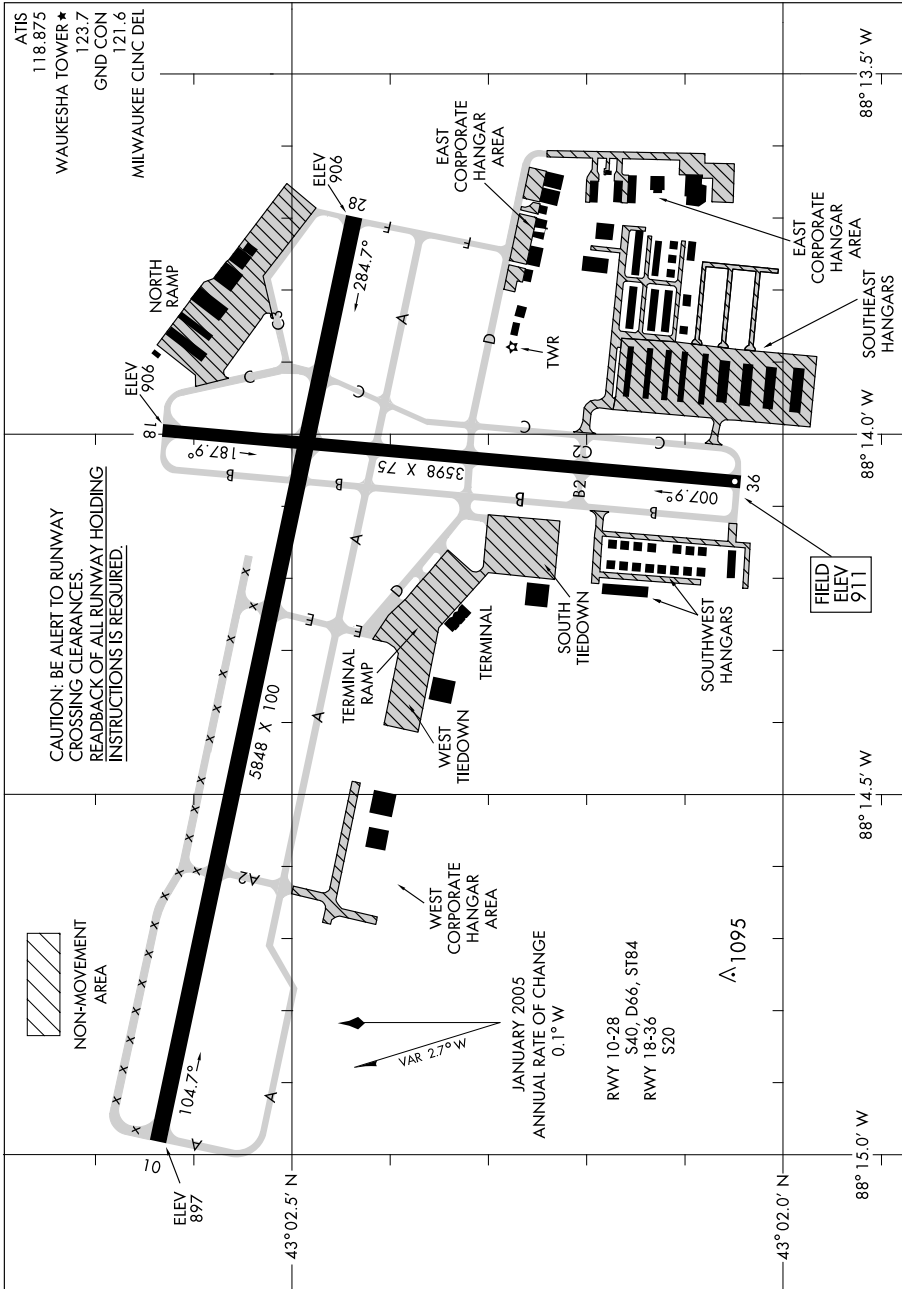 ATIS
118.875
WAUKESHA TOWER★
123.7
GND CON
121.6
MILWAUKEE CLNC DEL
CAUTION: BE ALERT TO RUNWAY
CROSSING CLEARANCES.
READBACK OF ALL RUNWAY HOLDING
INSTRUCTIONS IS REQUIRED.
NON-MOVEMENT
AREA
NORTH
RAMP
ELEV
906
18
187.9°
ELEV
906
28
284.7°
C3
C
C
C
C
C2
F
F
A
A
A
A
A
A2
B
B
B
B
B2
D
D
E
E
x x x x x x x x x x x x x x x x x
5848 X 100
3598 X 75
104.7°
10
ELEV
897
007.9°
36
FIELD
ELEV
911
EAST
CORPORATE
HANGAR
AREA
TWR
EAST
CORPORATE
HANGAR
AREA
SOUTHEAST
HANGARS
TERMINAL
RAMP
TERMINAL
WEST
TIEDOWN
SOUTH
TIEDOWN
SOUTHWEST
HANGARS
WEST
CORPORATE
HANGAR
AREA
VAR 2.7° W
JANUARY 2005
ANNUAL RATE OF CHANGE
0.1° W
RWY 10-28
S40, D66, ST84
RWY 18-36
S20
1095
43°02.5' N
43°02.0' N
88°15.0' W
88°14.5' W
88°14.0' W
88°13.5' W